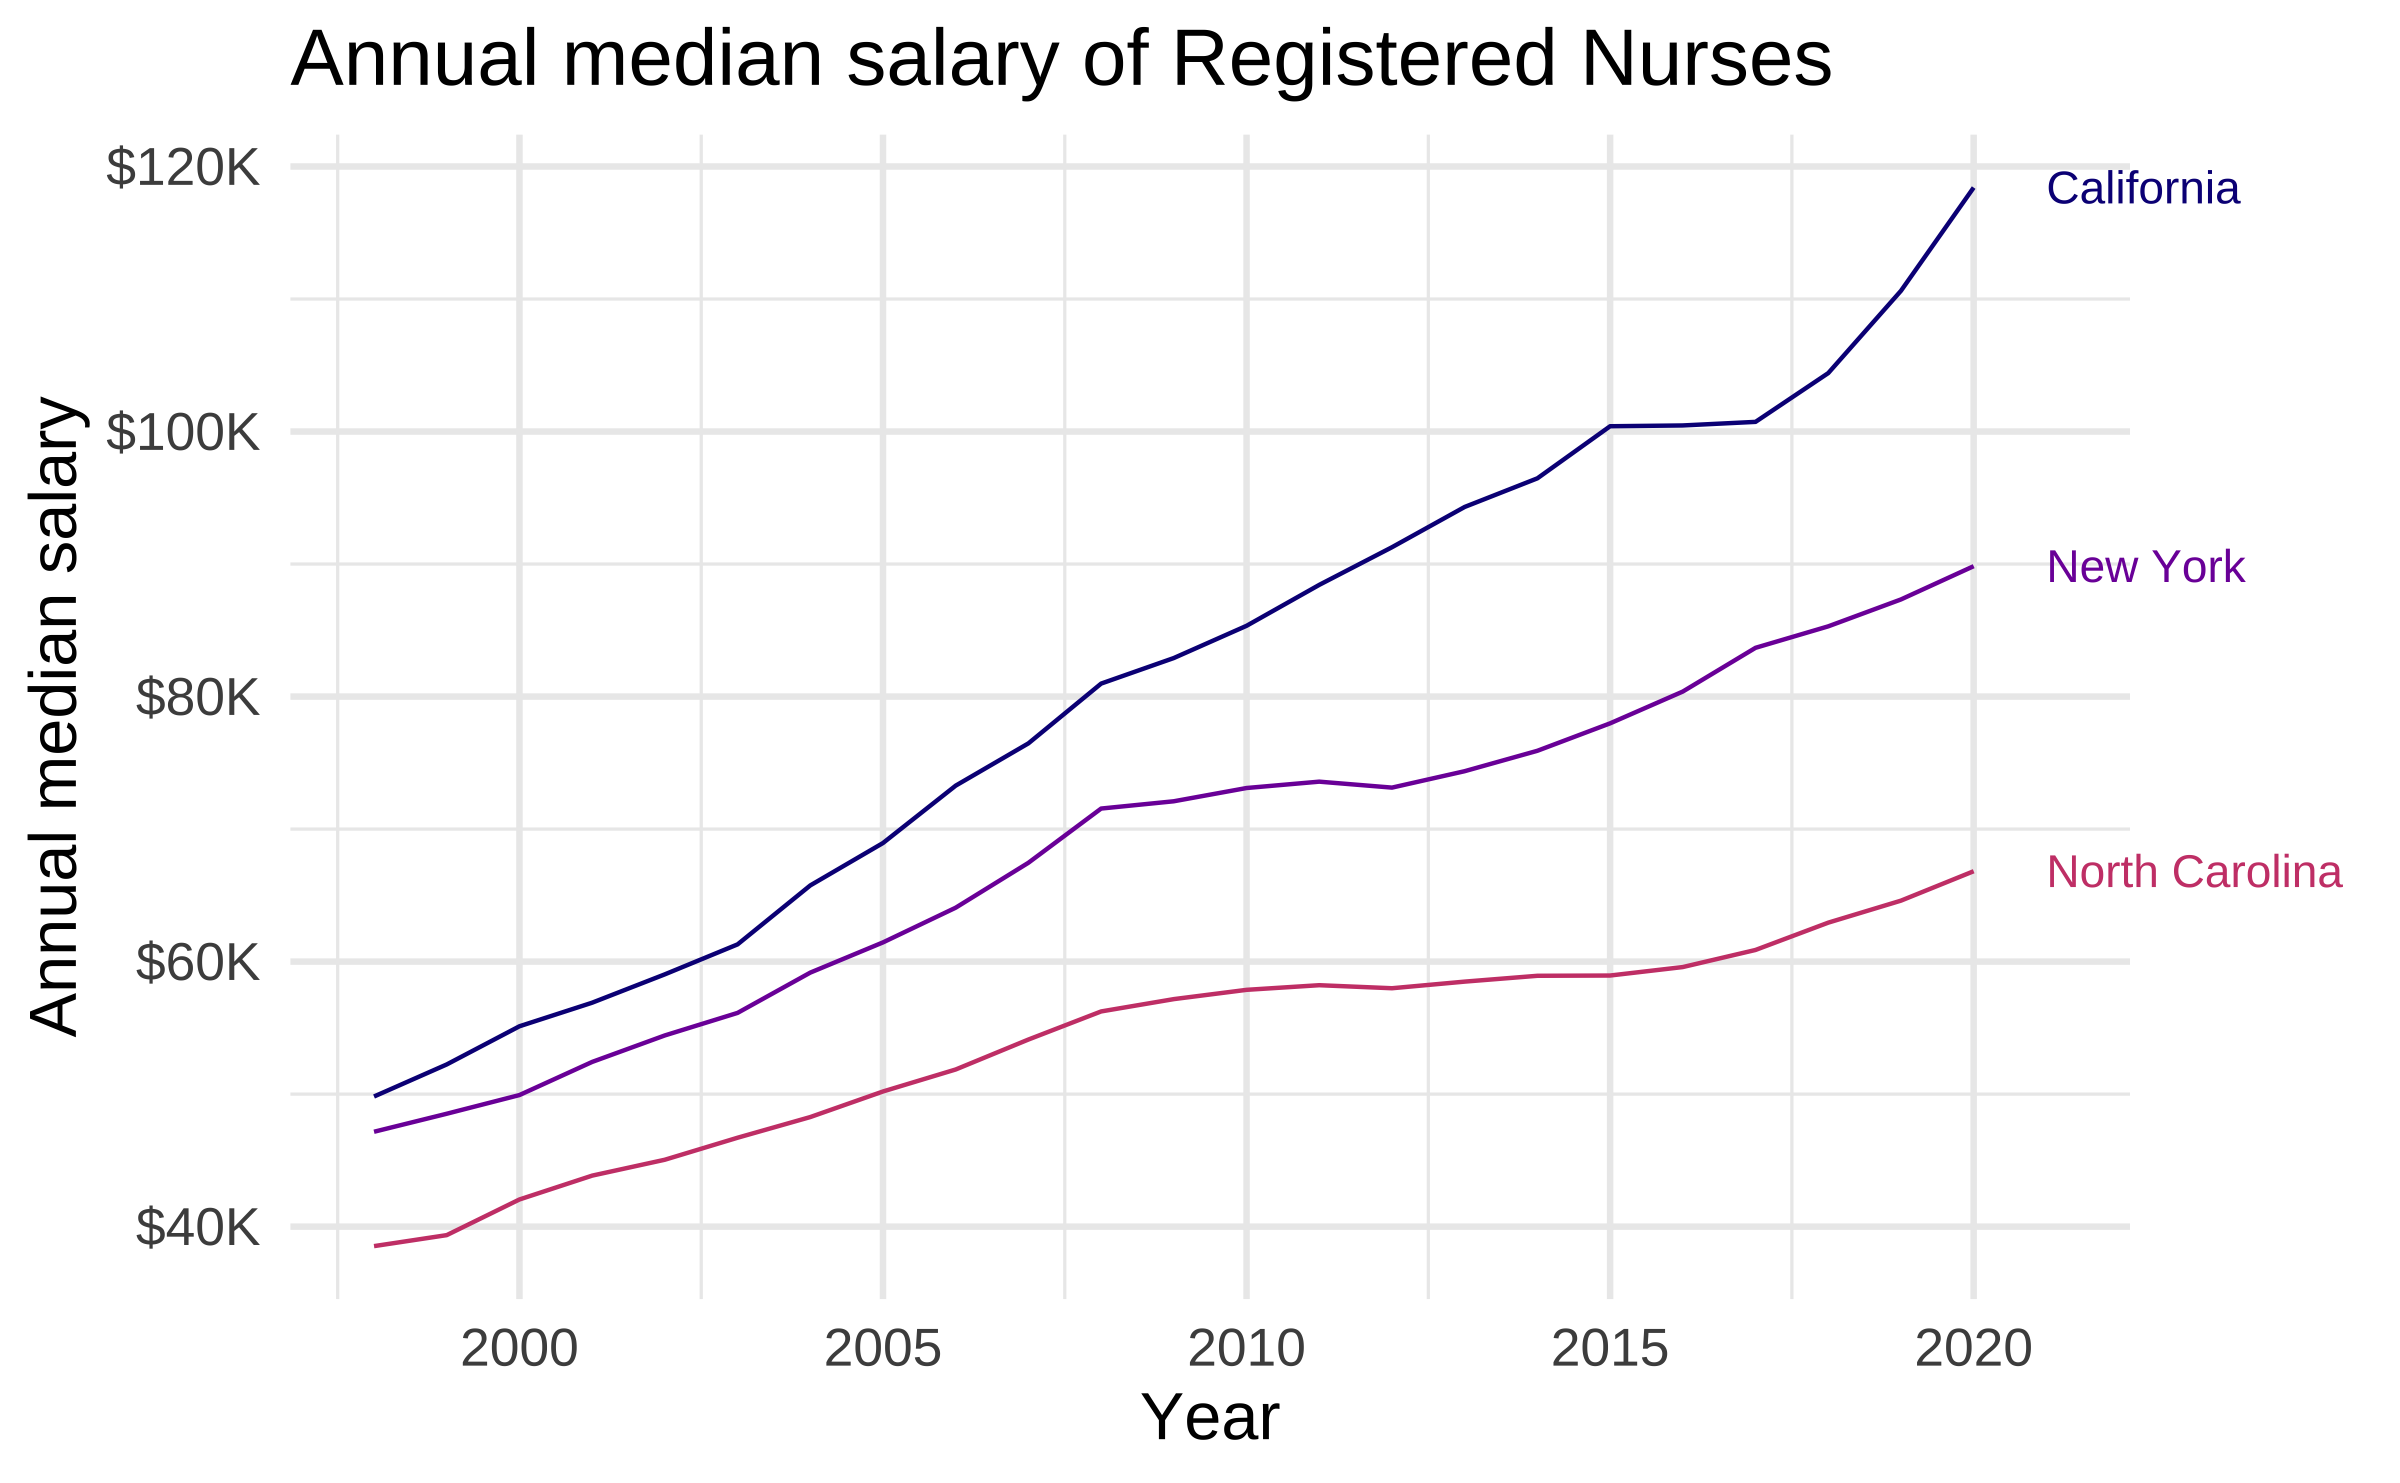 Annual median salary of Registered Nurses
Annual median salary
$120K
$100K
$80K
$60K
$40K
California
New York
North Carolina
2000
2005
2010
2015
2020
Year